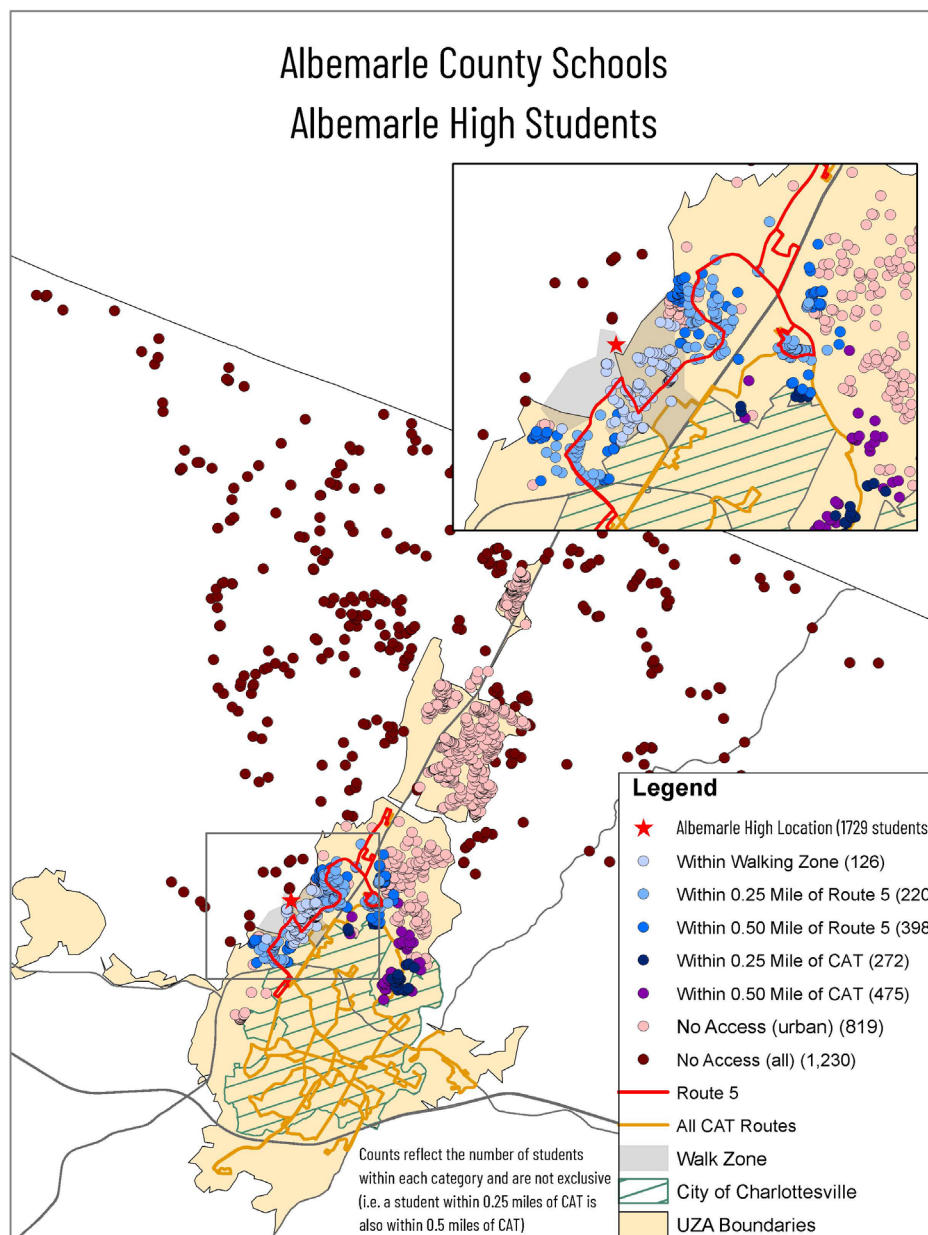 Albemarle County Schools
Albemarle High Students
Legend
Albemarle High Location (1729 students
Within Walking Zone (126)
Within 0.25 Mile of Route 5 (220
Within 0.50 Mile of Route 5 (398
Within 0.25 Mile of CAT (272)
Within 0.50 Mile of CAT (475)
No Access (urban) (819)
No Access (all) (1,230)
Route 5
All CAT Routes
Walk Zone
City of Charlottesville
UZA Boundaries
Counts reflect the number of students
within each category and are not exclusive
(i.e. a student within 0.25 miles of CAT is
also within 0.5 miles of CAT)